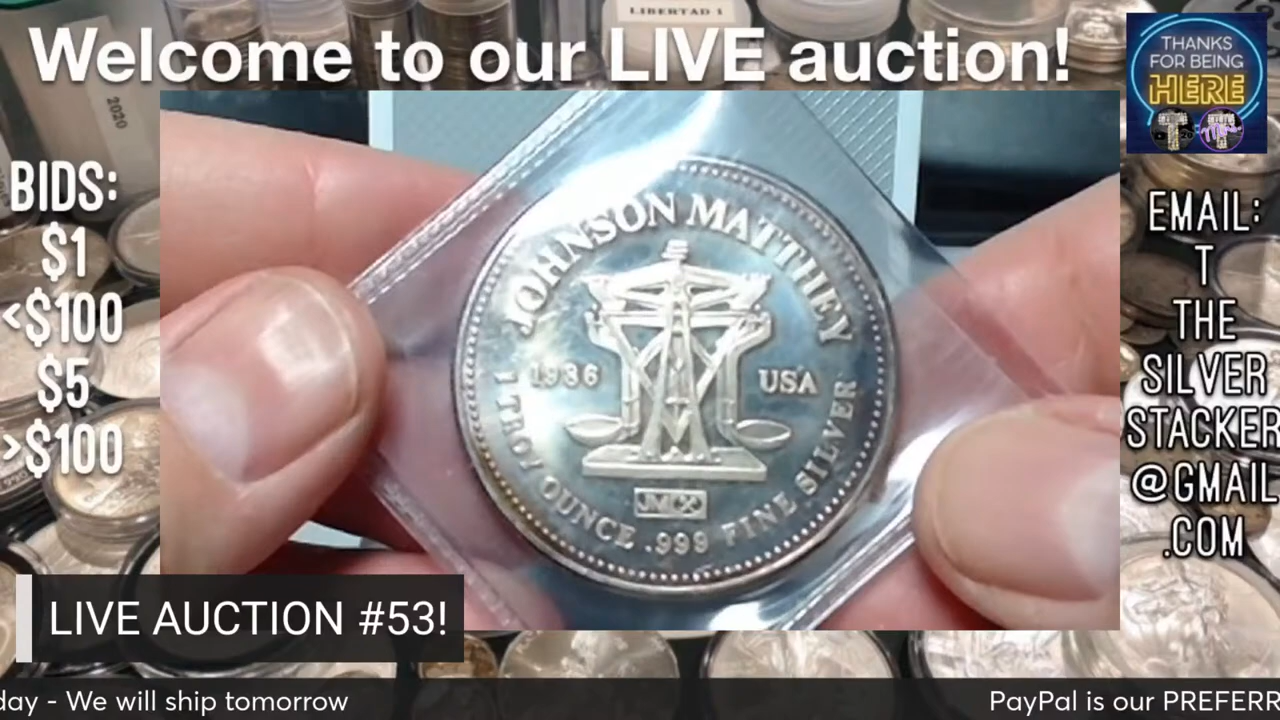 LIBERTAD 1
Welcome to our LIVE auction!
THANKS
FOR BEING
HERE
2020
BIDS:
$1
<$100
$5
>$100
EMAIL:
T
THE
SILVER
STACKER
@GMAIL
.COM
JOHNSON MATTHEY
1986
USA
JM
1 TROY OUNCE .999 FINE SILVER
LIVE AUCTION #53!
day - We will ship tomorrow
PayPal is our PREFERR